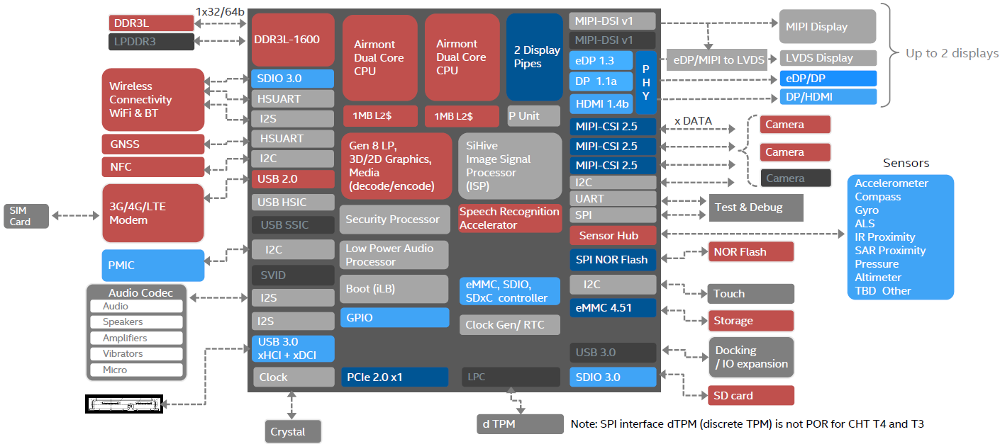 1x32/64b
DDR3L
LPDDR3
Wireless
Connectivity
WiFi & BT
GNSS
NFC
3G/4G/LTE
Modem
SIM
Card
PMIC
Audio Codec
Audio
Speakers
Amplifiers
Vibrators
Micro
DDR3L-1600
SDIO 3.0
HSUART
I2S
HSUART
I2C
USB 2.0
USB HSIC
USB SSIC
I2C
SVID
I2S
I2S
USB 3.0
xHCI + xDCI
Clock
Crystal
Airmont
Dual Core
CPU
Airmont
Dual Core
CPU
2 Display
Pipes
1MB L2$
1MB L2$
P Unit
Gen 8 LP,
3D/2D Graphics,
Media
(decode/encode)
SiHive
Image Signal
Processor
(ISP)
Security Processor
Speech Recognition
Accelerator
Low Power Audio
Processor
Boot (iLB)
eMMC, SDIO,
SDxC controller
GPIO
Clock Gen/ RTC
PCIe 2.0 x1
LPC
d TPM
MIPI-DSI v1
MIPI-DSI v1
eDP 1.3
DP 1.1a
HDMI 1.4b
P
H
Y
MIPI-CSI 2.5
MIPI-CSI 2.5
MIPI-CSI 2.5
I2C
UART
SPI
Sensor Hub
SPI NOR Flash
I2C
eMMC 4.51
USB 3.0
SDIO 3.0
MIPI Display
eDP/MIPI to LVDS
LVDS Display
eDP/DP
DP/HDMI
Up to 2 displays
x DATA
Camera
Camera
Camera
Test & Debug
Sensors
Accelerometer
Compass
Gyro
ALS
IR Proximity
SAR Proximity
Pressure
Altimeter
TBD Other
NOR Flash
Touch
Storage
Docking
/ IO expansion
SD card
Note: SPI interface dTPM (discrete TPM) is not POR for CHT T4 and T3